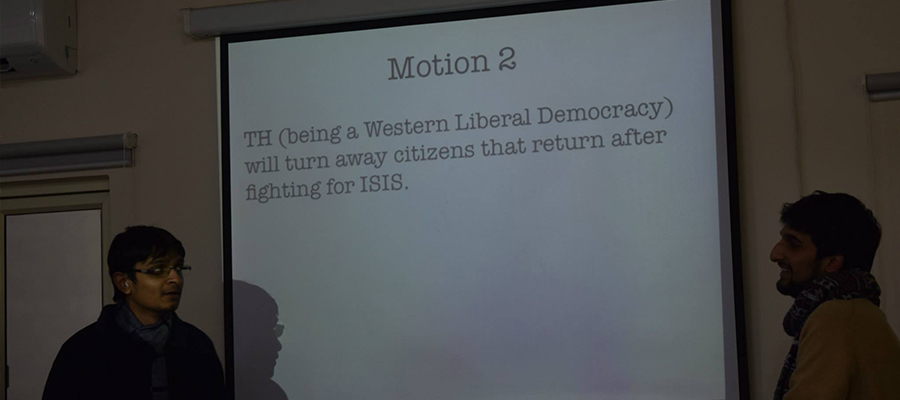 Motion 2
TH (being a Western Liberal Democracy)
will turn away citizens that return after
fighting for ISIS.